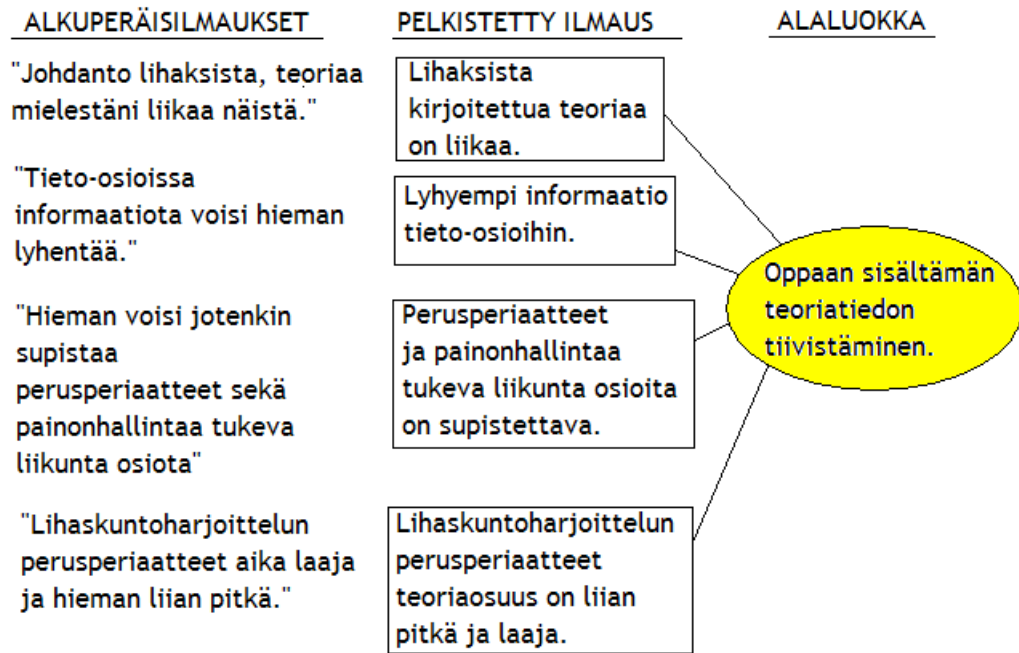 ALKUPERÄISILMAUKSET
PELKISTETTY ILMAUS
ALALUOKKA
"Johdanto lihaksista, teoriaa
mielestäni liikaa näistä."
Lihaksista
kirjoitettua teoriaa
on liikaa.
"Tieto-osioissa
informaatiota voisi hieman
lyhentää."
Lyhyempi informaatio
tieto-osioihin.
"Hieman voisi jotenkin
supistaa
perusperiaatteet sekä
painonhallintaa tukeva
liikunta osiota"
Perusperiaatteet
ja painonhallintaa
tukeva liikunta osioita
on supistettava.
"Lihaskuntoharjoittelun
perusperiaatteet aika laaja
ja hieman liian pitkä."
Lihaskuntoharjoittelun
perusperiaatteet
teoriaosuus on liian
pitkä ja laaja.
Oppaan sisältämän
teoriatiedon
tiivistäminen.